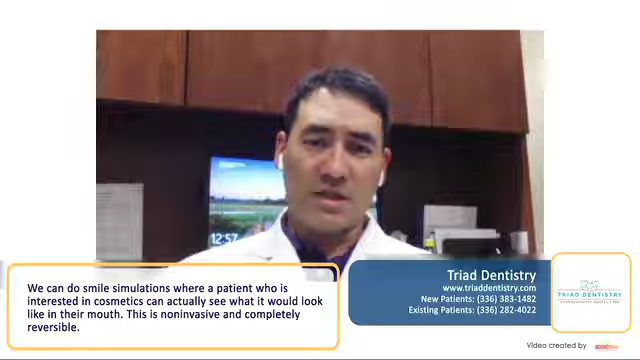 12:57
We can do smile simulations where a patient who is
interested in cosmetics can actually see what it would look
like in their mouth. This is noninvasive and completely
reversible.
Triad Dentistry
www.triaddentistry.com
New Patients: (336) 383-1482
Existing Patients: (336) 282-4022
TRIAD DENTISTRY
Video created by